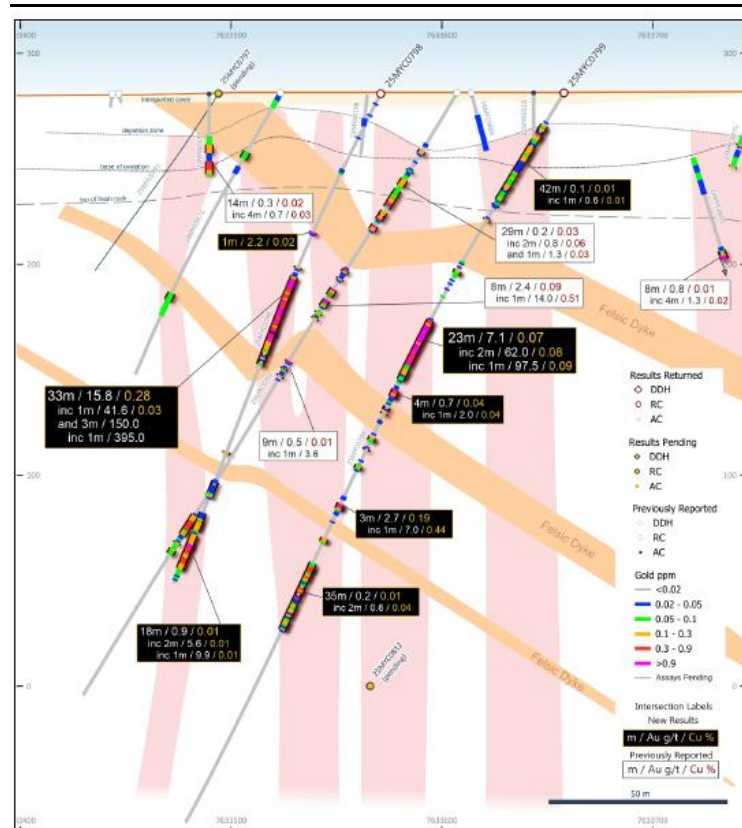 7633500
7633600
7633700
300
300
25MYC0797
(pending)
25MYC0798
25MYC0799
transported cover
depletion zone
base of oxidation
top of fresh rock
14m / 0.3 / 0.02
inc 4m / 0.7 / 0.03
1m / 2.2 / 0.02
42m / 0.1 / 0.01
inc 1m / 0.6 / 0.01
29m / 0.2 / 0.03
inc 2m / 0.8 / 0.06
and 1m / 1.3 / 0.03
200
200
8m / 2.4 / 0.09
inc 1m / 14.0 / 0.51
8m / 0.8 / 0.01
inc 4m / 1.3 / 0.02
Felsic Dyke
23m / 7.1 / 0.07
inc 2m / 62.0 / 0.08
inc 1m / 97.5 / 0.09
33m / 15.8 / 0.28
inc 1m / 41.6 / 0.03
and 3m / 150.0
inc 1m / 395.0
4m / 0.7 / 0.04
inc 1m / 2.0 / 0.04
9m / 0.5 / 0.01
inc 1m / 3.6
100
Felsic Dyke
3m / 2.7 / 0.19
inc 1m / 7.0 / 0.44
Felsic Dyke
35m / 0.2 / 0.01
inc 2m / 0.6 / 0.04
18m / 0.9 / 0.01
inc 2m / 5.6 / 0.01
inc 1m / 9.9 / 0.01
25MYC0812
(pending)
0
0
Results Returned
DDH
RC
AC
Results Pending
DDH
RC
AC
Previously Reported
DDH
RC
AC
Gold ppm
<0.02
0.02 - 0.05
0.05 - 0.1
0.1 - 0.3
0.3 - 0.9
>0.9
Assays Pending
Intersection Labels
New Results
m / Au g/t / Cu %
Previously Reported
m / Au g/t / Cu %
50 m
7633500
7633600
7633700